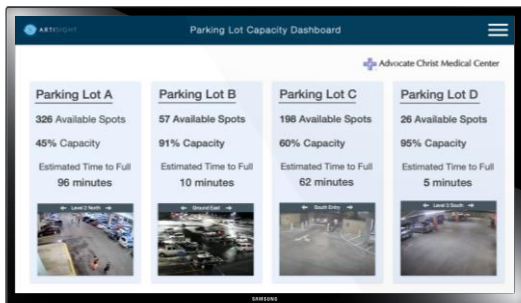 ARTISIGHT
Parking Lot Capacity Dashboard
Advocate Christ Medical Center
Parking Lot A
326 Available Spots
45% Capacity
Estimated Time to Full
96 minutes
← Level 2 North →
Parking Lot B
57 Available Spots
91% Capacity
Estimated Time to Full
10 minutes
← Ground East →
Parking Lot C
198 Available Spots
60% Capacity
Estimated Time to Full
62 minutes
← South Entry →
Parking Lot D
26 Available Spots
95% Capacity
Estimated Time to Full
5 minutes
← Level 3 South →
SAMSUNG